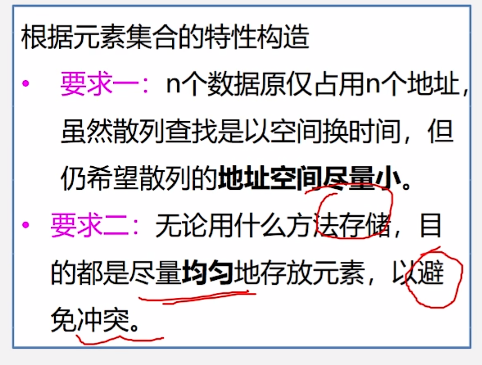 根据元素集合的特性构造
• 要求一：n个数据原仅占用n个地址，
虽然散列查找是以空间换时间，但
仍希望散列的地址空间尽量小。
• 要求二：无论用什么方法存储，目
的都是尽量均匀地存放元素，以避
免冲突。